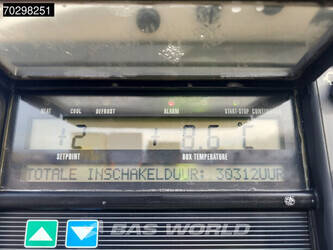 70298251
HEAT COOL DEFROST ALARM START-STOP CONTINUOUS
+2 + 8.6 °C
SETPOINT BOX TEMPERATURE
TOTALE INSCHAKELDUUR: 30312UUR
BAS WORLD